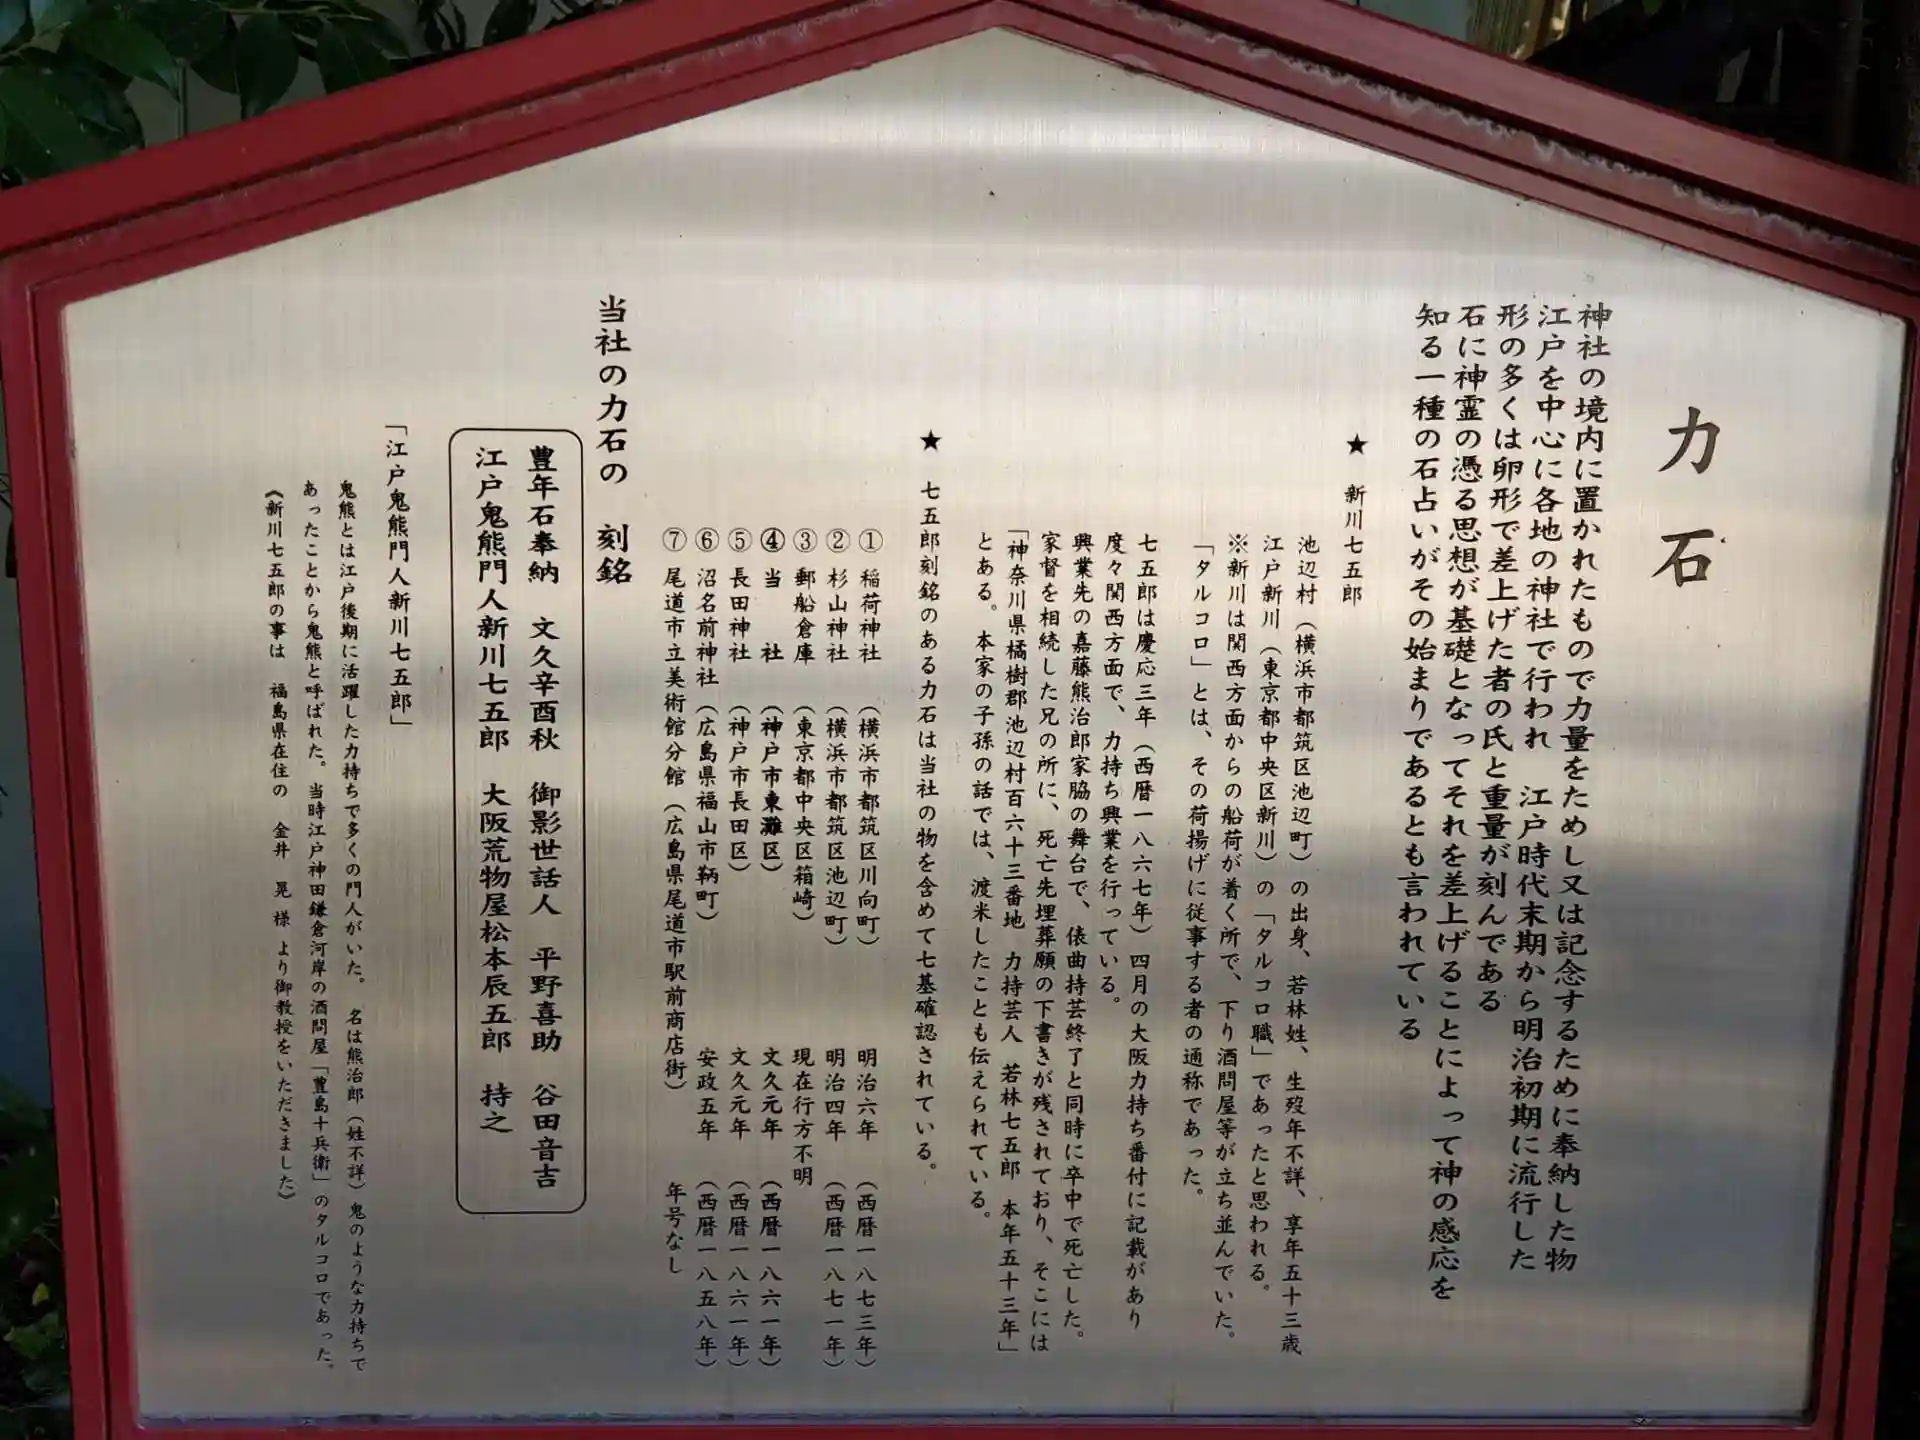 力石
神社の境内に置かれたもので力量をためし又は記念するために奉納した物
江戸を中心に各地の神社で行われ 江戸時代末期から明治初期に流行した
形の多くは卵形で差上げた者の氏と重量が刻んである
石に神霊の憑る思想が基礎となってそれを差上げることによって神の感応を
知る一種の石占いがその始まりであるとも言われている
★ 新川七五郎
池辺村(横浜市都筑区池辺町)の出身、若林姓、生歿年不詳、享年五十三歳
江戸新川(東京都中央区新川)の「タルコロ職」であったと思われる。
※新川は関西方面からの船荷が着く所で、下り酒問屋等が立ち並んでいた。
「タルコロ」とは、その荷揚げに従事する者の通称であった。
七五郎は慶応三年(西暦一八六七年)四月の大阪力持ち番付に記載があり
度々関西方面で、力持ち興業を行っている。
興業先の嘉藤熊治郎家脇の舞台で、俵曲持芸終了と同時に卒中で死亡した。
家督を相続した兄の所に、死亡先埋葬願の下書きが残されており、そこには
「神奈川県橘樹郡池辺村百六十三番地 力持芸人 若林七五郎 本年五十三年」
とある。本家の子孫の話では、渡米したことも伝えられている。
★ 七五郎刻銘のある力石は当社の物を含めて七基確認されている。
① 稲荷神社 (横浜市都筑区川向町) 明治六年 (西暦一八七三年)
② 杉山神社 (横浜市都筑区池辺町) 明治四年 (西暦一八七一年)
③ 郵船倉庫 (東京都中央区箱崎) 現在行方不明
④ 当 社 (神戸市東灘区) 文久元年 (西暦一八六一年)
⑤ 長田神社 (神戸市長田区) 文久元年 (西暦一八六一年)
⑥ 沼名前神社 (広島県福山市鞆町) 安政五年 (西暦一八五八年)
⑦ 尾道市立美術館分館 (広島県尾道市駅前商店街) 年号なし
当社の力石の 刻銘
豊年石奉納 文久辛酉秋 御影世話人 平野喜助 谷田音吉
江戸鬼熊門人新川七五郎 大阪荒物屋松本辰五郎 持之
「江戸鬼熊門人新川七五郎」
鬼熊とは江戸後期に活躍した力持ちで多くの門人がいた。 名は熊治郎(姓不詳)鬼のような力持ちで
あったことから鬼熊と呼ばれた。当時江戸神田鎌倉河岸の酒問屋「豊島十兵衛」のタルコロであった。
《新川七五郎の事は 福島県在住の 金井 晃 様 より御教授をいただきました》